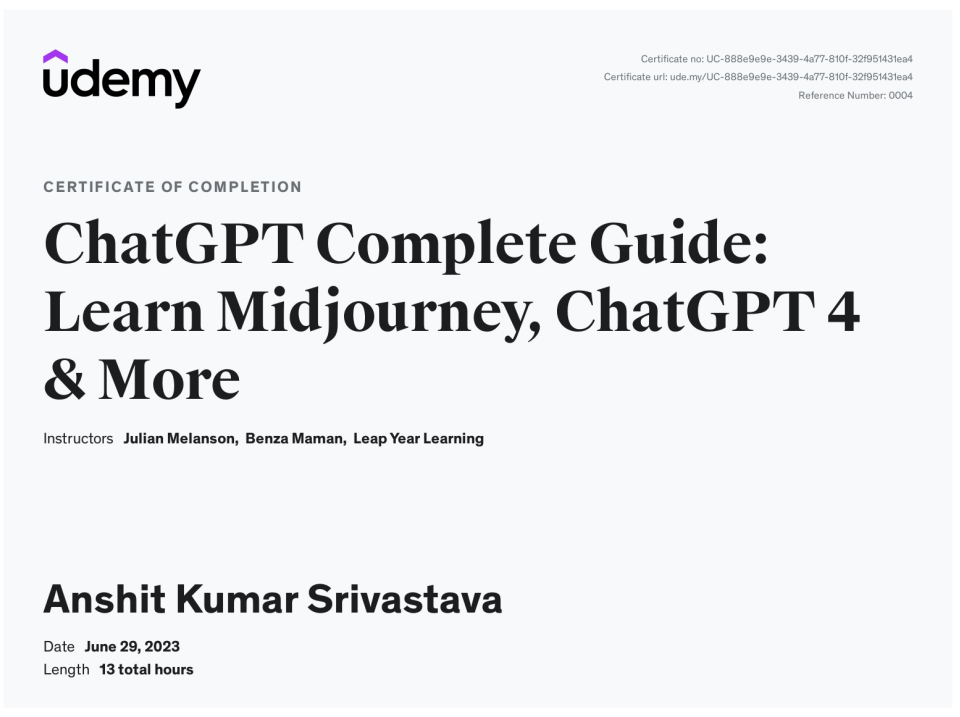 udemy
Certificate no: UC-888e9e9e-3439-4a77-810f-32f951431ea4
Certificate url: ude.my/UC-888e9e9e-3439-4a77-810f-32f951431ea4
Reference Number: 0004
CERTIFICATE OF COMPLETION
ChatGPT Complete Guide:
Learn Midjourney, ChatGPT 4
& More
Instructors Julian Melanson, Benza Maman, Leap Year Learning
Anshit Kumar Srivastava
Date June 29, 2023
Length 13 total hours